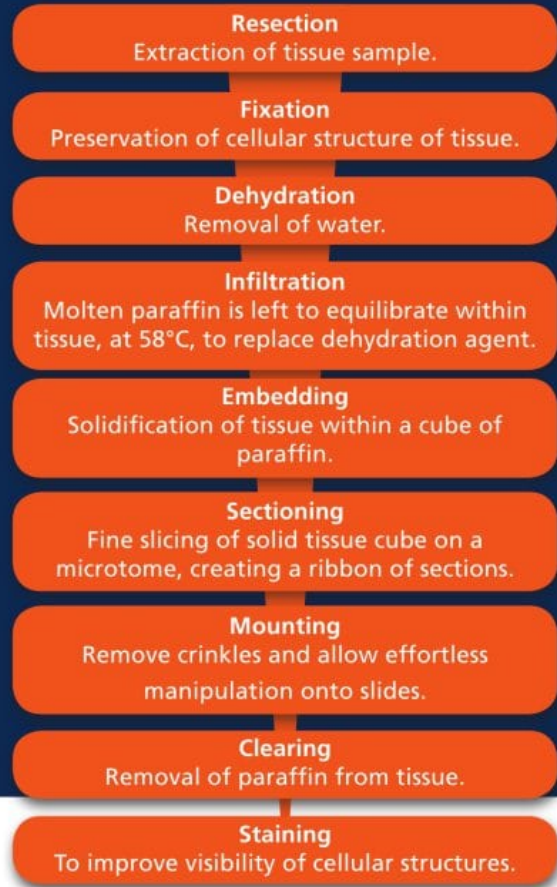 Resection
Extraction of tissue sample.
Fixation
Preservation of cellular structure of tissue.
Dehydration
Removal of water.
Infiltration
Molten paraffin is left to equilibrate within
tissue, at 58°C, to replace dehydration agent.
Embedding
Solidification of tissue within a cube of
paraffin.
Sectioning
Fine slicing of solid tissue cube on a
microtome, creating a ribbon of sections.
Mounting
Remove crinkles and allow effortless
manipulation onto slides.
Clearing
Removal of paraffin from tissue.
Staining
To improve visibility of cellular structures.